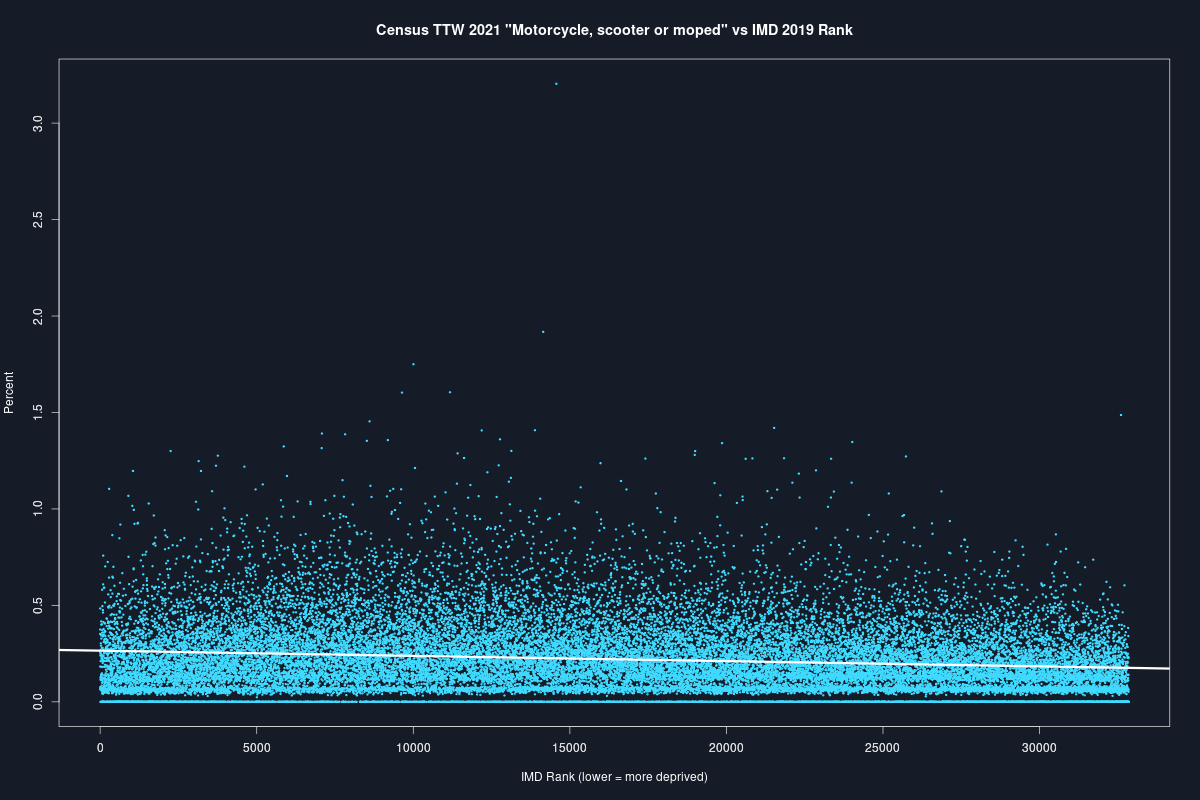 Census TTW 2021 "Motorcycle, scooter or moped" vs IMD 2019 Rank
Percent
3.0
2.5
2.0
1.5
1.0
0.5
0.0
0 5000 10000 15000 20000 25000 30000
IMD Rank (lower = more deprived)